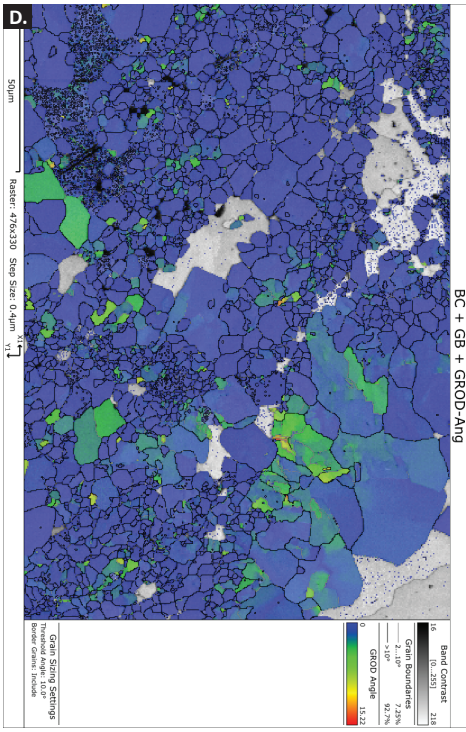 D.
BC + GB + GROD-Ang
50µm
Raster: 476x330 Step Size: 0.4µm
X1
Y1
Band Contrast
16 [0...255] 218
Grain Boundaries
2...10° 7.25%
>10° 92.7%
GROD Angle
0 15.22
Grain Sizing Settings
Threshold Angle: 10.0°
Border Grains: Include